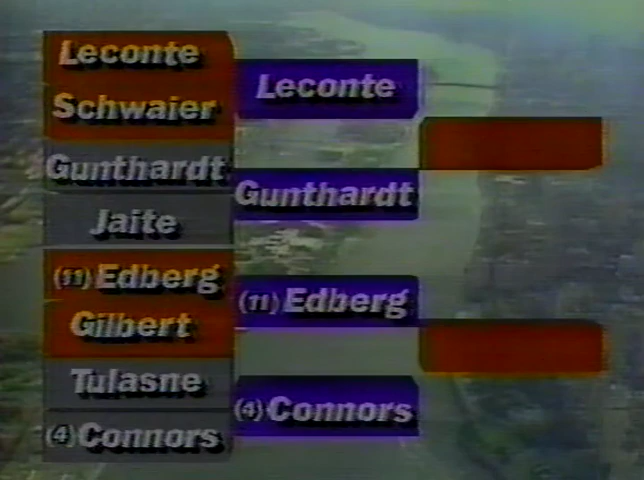 Leconte
Schwaier
Gunthardt
Jaite
(11) Edberg
Gilbert
Tulasne
(4) Connors
Leconte
Gunthardt
(11) Edberg
(4) Connors